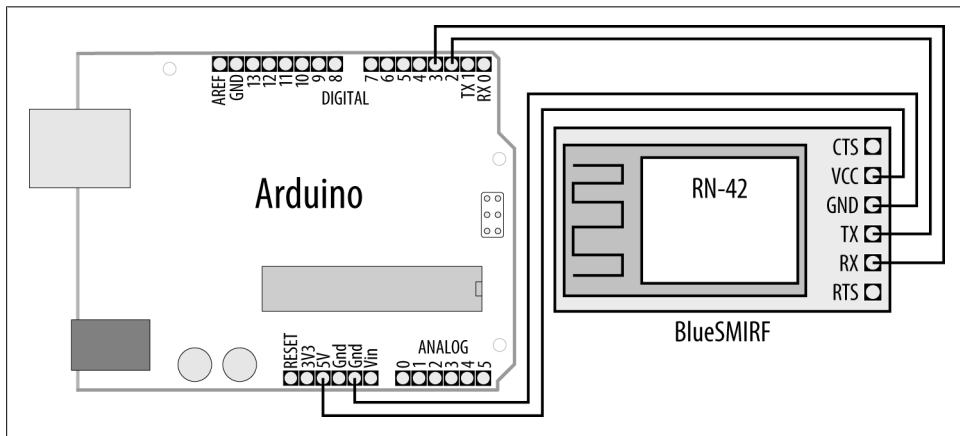 AREF
GND
13
12
11
10
9
8
7
6
5
4
3
2
TX 1
RX 0
DIGITAL
Arduino
RN-42
CTS
VCC
GND
TX
RX
RTS
BlueSMIRF
RESET
3V3
5V
Gnd
Gnd
Vin
ANALOG
0
1
2
3
4
5